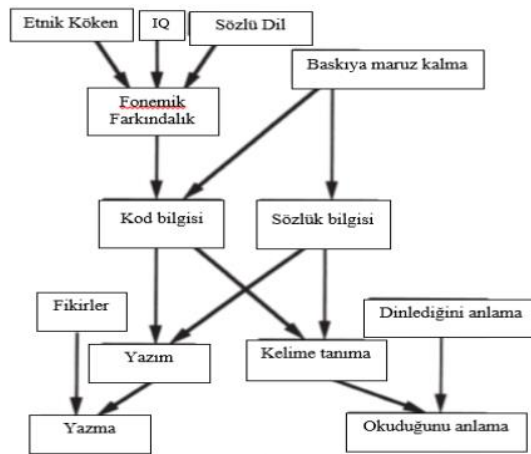 Etnik Köken
IQ
Sözlü Dil
Baskıya maruz kalma
Fonemik
Farkındalık
Kod bilgisi
Sözlük bilgisi
Fikirler
Dinlediğini anlama
Yazım
Kelime tanıma
Yazma
Okuduğunu anlama